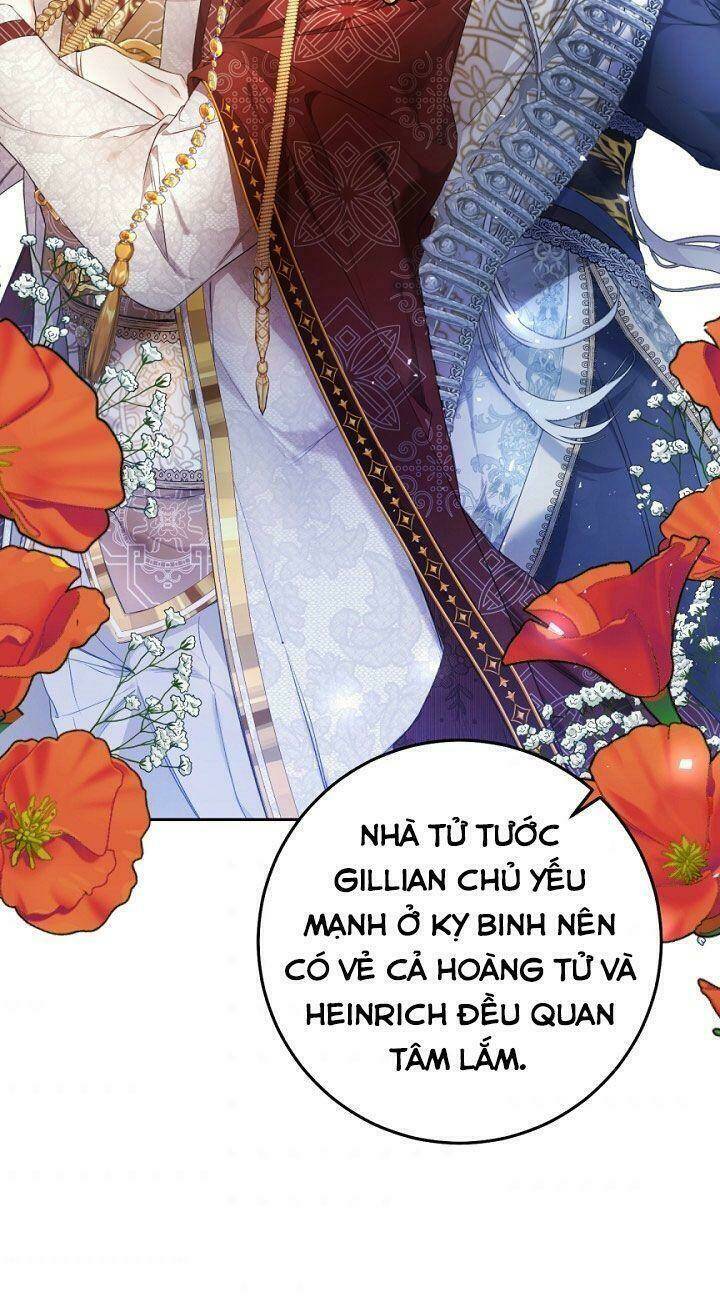 NHÀ TỬ TƯỚC
GILLIAN CHỦ YẾU
MẠNH Ở KỴ BINH NÊN
CÓ VẺ CẢ HOÀNG TỬ VÀ
HEINRICH ĐỀU QUAN
TÂM LẮM.